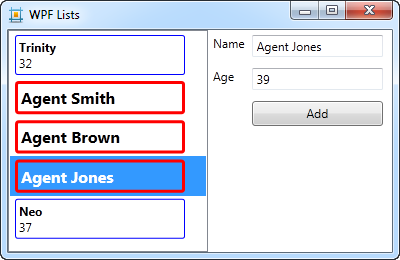 WPF Lists
Trinity
32
Agent Smith
Agent Brown
Agent Jones
Neo
37
Name Agent Jones
Age 39
Add